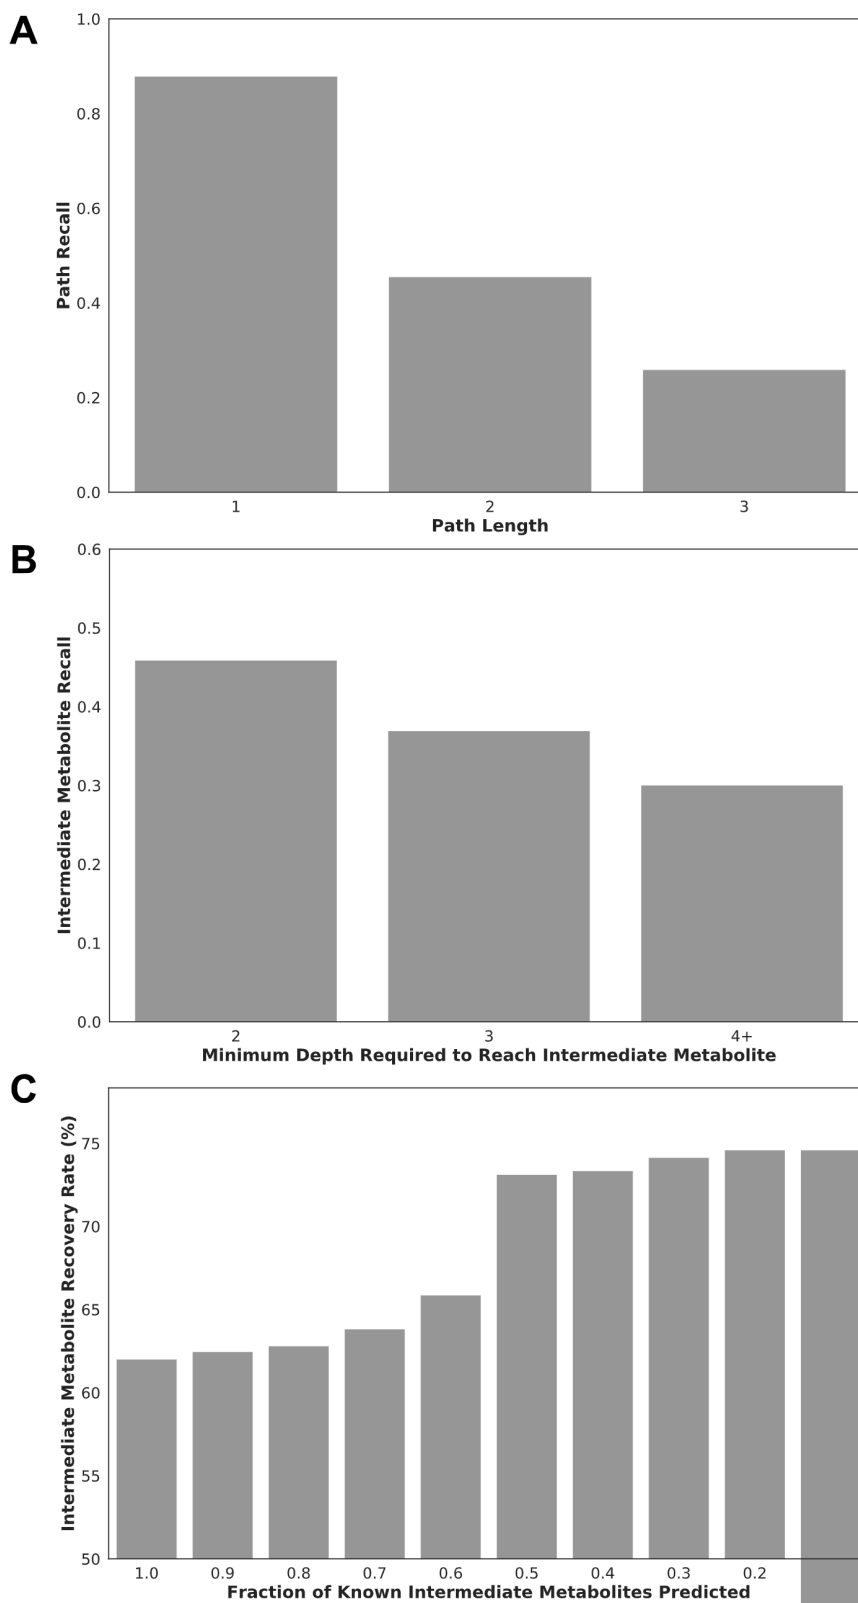 A
1.0
0.8
0.6
0.4
0.2
0.0
Path Recall
1 2 3
Path Length
B
0.6
0.5
0.4
0.3
0.2
0.1
0.0
Intermediate Metabolite Recall
2 3 4+
Minimum Depth Required to Reach Intermediate Metabolite
C
75
70
65
60
55
50
Intermediate Metabolite Recovery Rate (%)
1.0 0.9 0.8 0.7 0.6 0.5 0.4 0.3 0.2
Fraction of Known Intermediate Metabolites Predicted